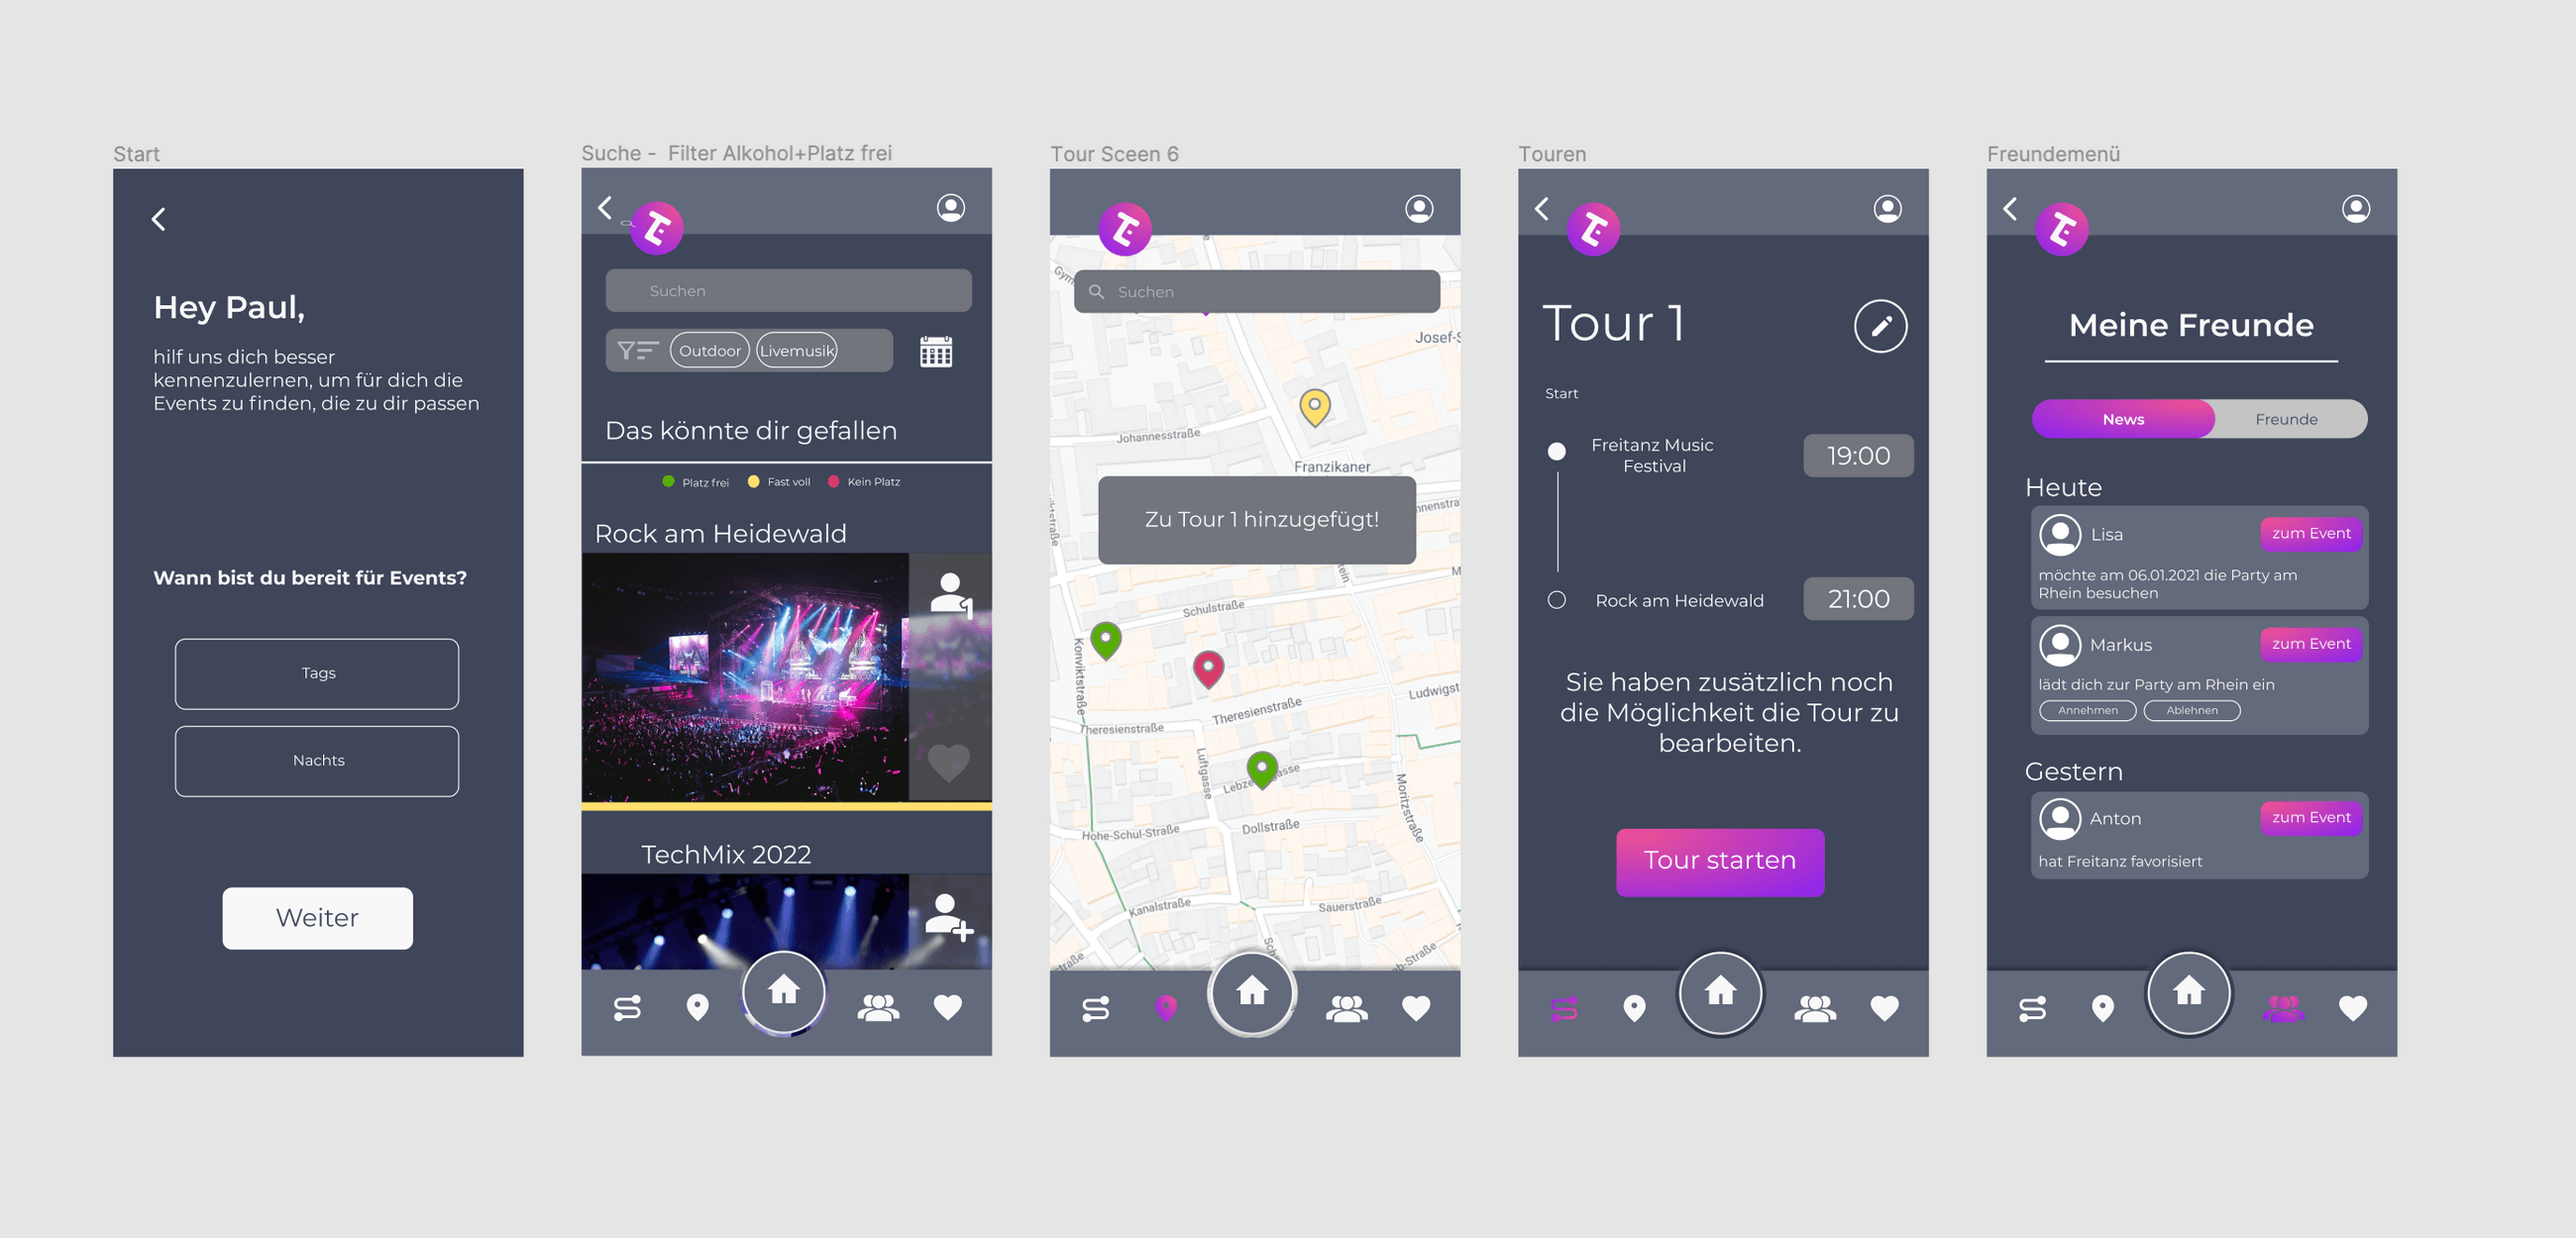 Start
Hey Paul,
hilf uns dich besser
kennenzulernen, um für dich die
Events zu finden, die zu dir passen
Wann bist du bereit für Events?
Tags
Nachts
Weiter
Suche - Filter Alkohol+Platz frei
Suchen
Outdoor
Livemusik
Das könnte dir gefallen
Platz frei
Fast voll
Kein Platz
Rock am Heidewald
1
TechMix 2022
Tour Sceen 6
Suchen
Gym
Josef-S
Johannesstraße
Franzikaner
Zu Tour 1 hinzugefügt!
nnenstra
Schulstraße
Konviktstraße
Ludwigst
Theresienstraße
Theresienstraße
Luftgasse
Moritzstraße
Hohe-Schul-Straße
Dollstraße
Kanalstraße
Sauerstraße
Touren
Tour 1
Start
Freitanz Music
Festival
19:00
Rock am Heidewald
21:00
Sie haben zusätzlich noch
die Möglichkeit die Tour zu
bearbeiten.
Tour starten
Freundemenü
Meine Freunde
News
Freunde
Heute
Lisa
zum Event
möchte am 06.01.2021 die Party am
Rhein besuchen
Markus
zum Event
lädt dich zur Party am Rhein ein
Annehmen
Ablehnen
Gestern
Anton
zum Event
hat Freitanz favorisiert